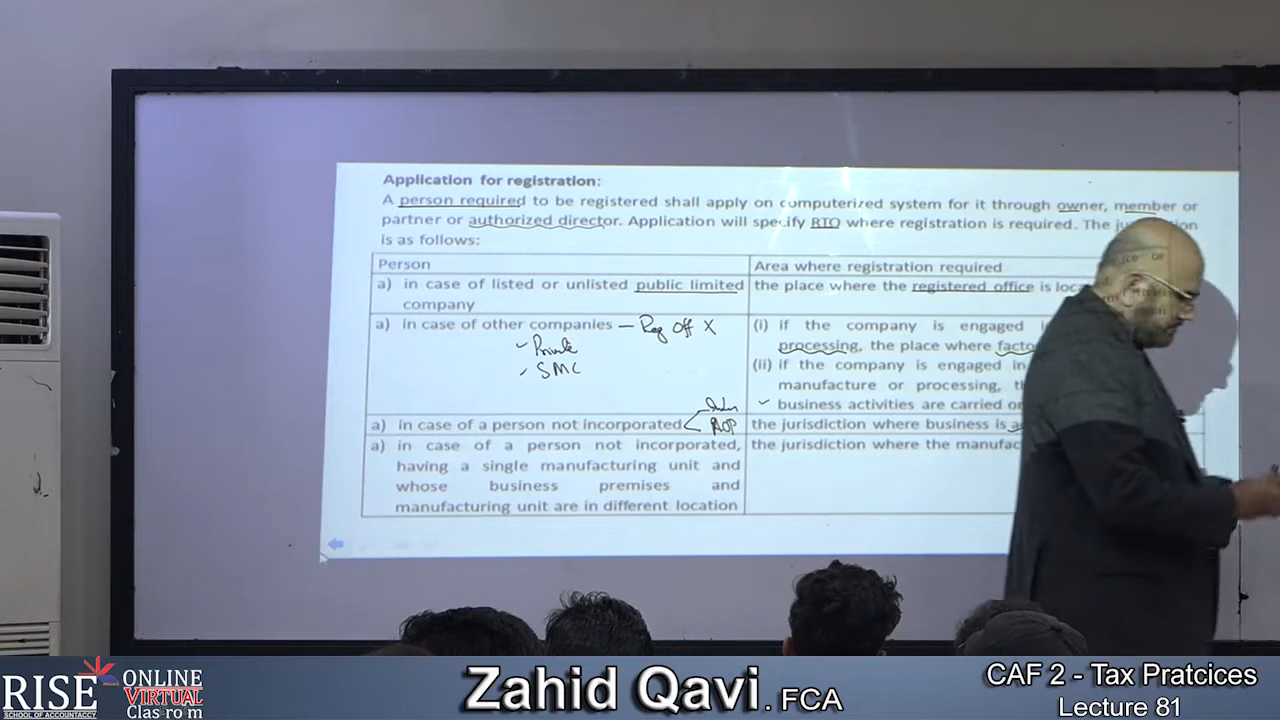 Application for registration:
A person required to be registered shall apply on computerized system for it through owner, member or
partner or authorized director. Application will specify RTO where registration is required. The
is as follows:
Person
Area where registration required
a) in case of listed or unlisted public limited
company
the place where the registered office is
a) in case of other companies – Reg Off X
Private
SMC
(i) if the company is engaged
processing, the place where
(ii) if the company is engaged in
manufacture or processing,
business activities are carried
a) in case of a person not incorporated
AOP
the jurisdiction where business is
a) in case of a person not incorporated,
having a single manufacturing unit and
whose business premises and
manufacturing unit are in different location
the jurisdiction where the
RISE
SCHOOL OF ACCOUNTACY
ONLINE
VIRTUAL
Clasrom
Zahid Qavi. FCA
CAF 2 - Tax Pratcices
Lecture 81